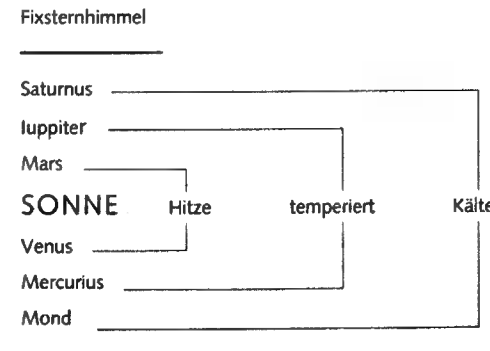 Fixsternhimmel
Saturnus
Iuppiter
Mars
SONNE Hitze temperiert Kälte
Venus
Mercurius
Mond